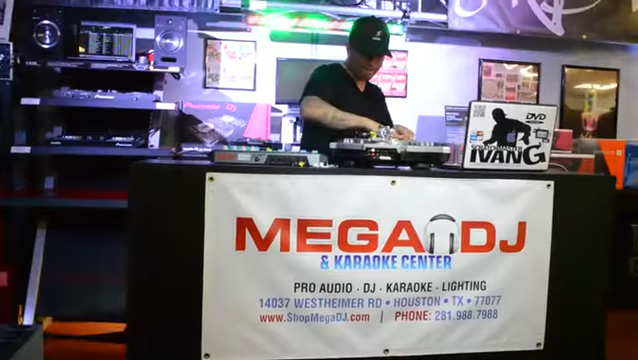 Pioneer Dj
DVD
IVANG
MEGA DJ
& KARAOKE CENTER
PRO AUDIO · DJ · KARAOKE · LIGHTING
14037 WESTHEIMER RD • HOUSTON • TX • 77077
www.ShopMegaDJ.com | PHONE: 281.988.7988